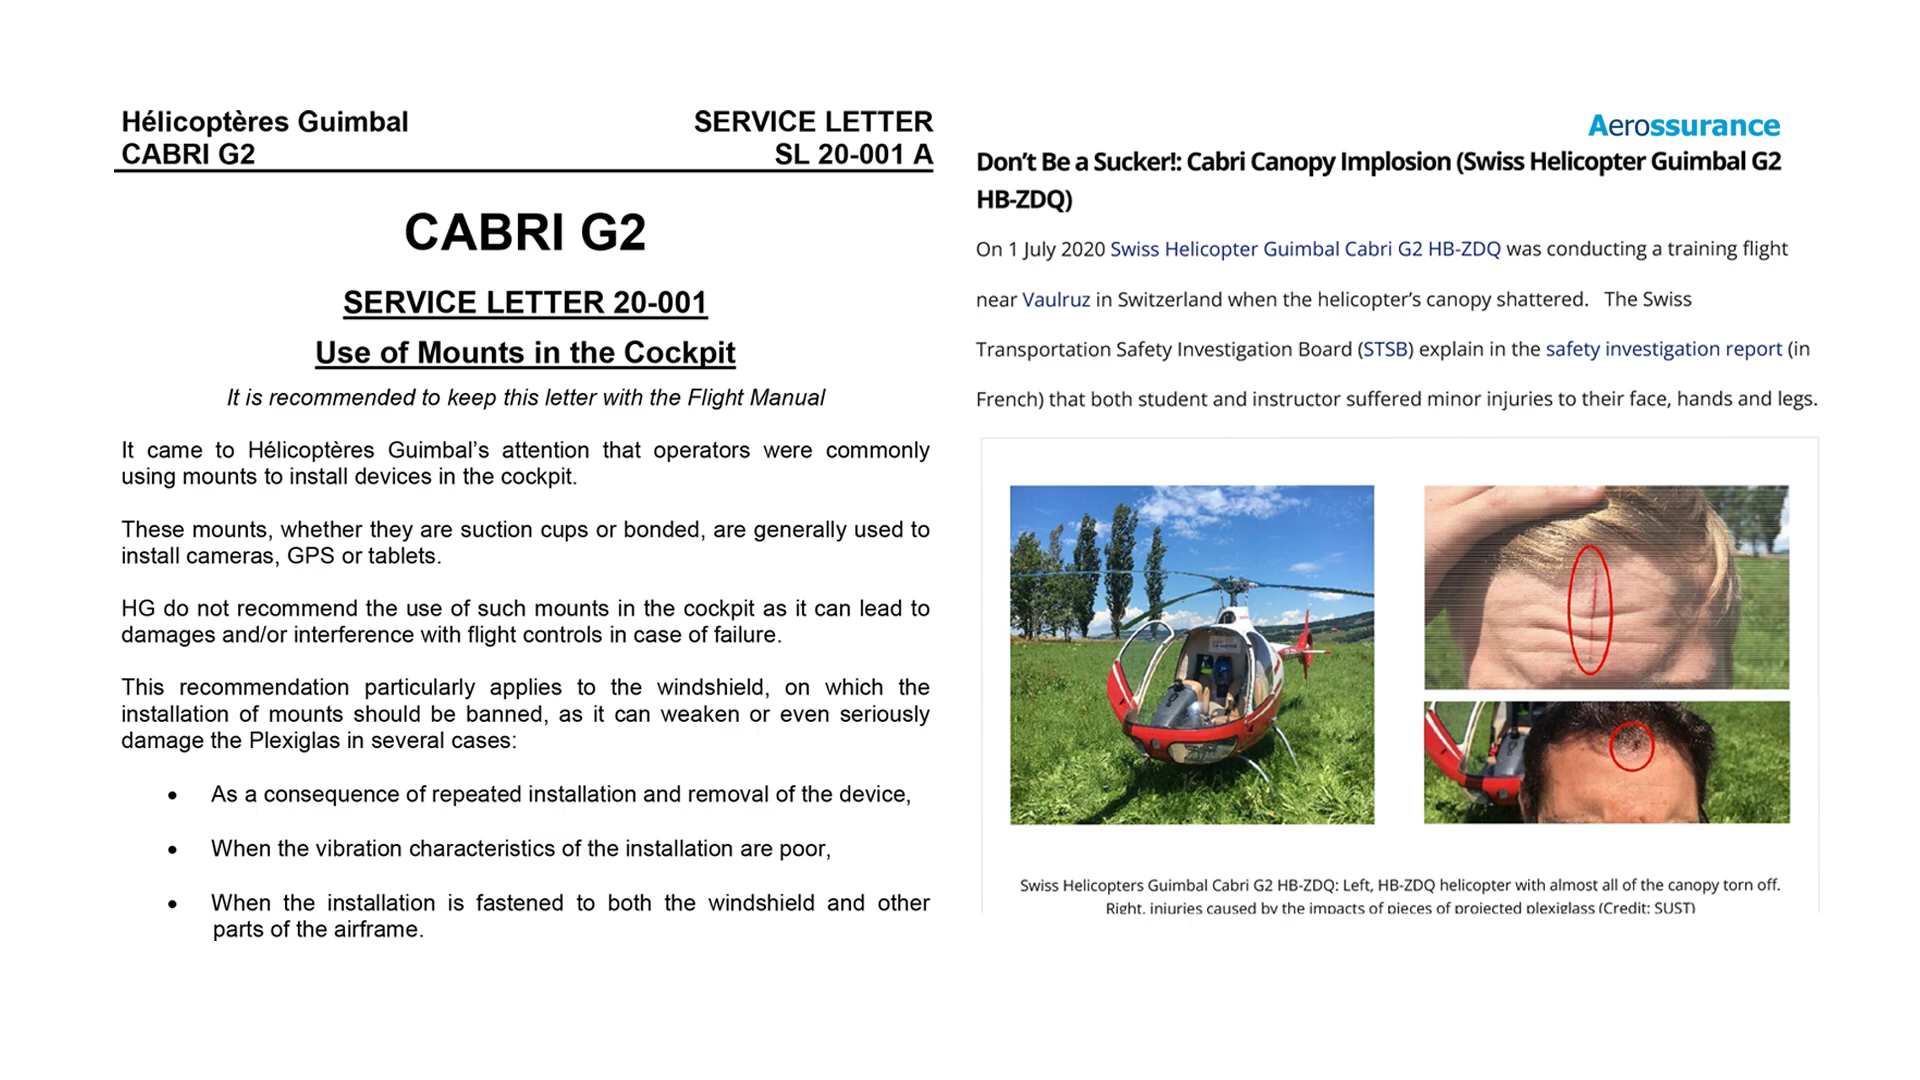 Hélicoptères Guimbal
CABRI G2
SERVICE LETTER
SL 20-001 A
CABRI G2
SERVICE LETTER 20-001
Use of Mounts in the Cockpit
It is recommended to keep this letter with the Flight Manual
It came to Hélicoptères Guimbal’s attention that operators were commonly
using mounts to install devices in the cockpit.
These mounts, whether they are suction cups or bonded, are generally used to
install cameras, GPS or tablets.
HG do not recommend the use of such mounts in the cockpit as it can lead to
damages and/or interference with flight controls in case of failure.
This recommendation particularly applies to the windshield, on which the
installation of mounts should be banned, as it can weaken or even seriously
damage the Plexiglas in several cases:
• As a consequence of repeated installation and removal of the device,
• When the vibration characteristics of the installation are poor,
• When the installation is fastened to both the windshield and other
parts of the airframe.
Aerossurance
Don’t Be a Sucker!: Cabri Canopy Implosion (Swiss Helicopter Guimbal G2
HB-ZDQ)
On 1 July 2020 Swiss Helicopter Guimbal Cabri G2 HB-ZDQ was conducting a training flight
near Vaulruz in Switzerland when the helicopter’s canopy shattered. The Swiss
Transportation Safety Investigation Board (STSB) explain in the safety investigation report (in
French) that both student and instructor suffered minor injuries to their face, hands and legs.
Swiss Helicopters Guimbal Cabri G2 HB-ZDQ: Left, HB-ZDQ helicopter with almost all of the canopy torn off.
Right, injuries caused by the impacts of pieces of projected plexiglass (Credit: SUST)